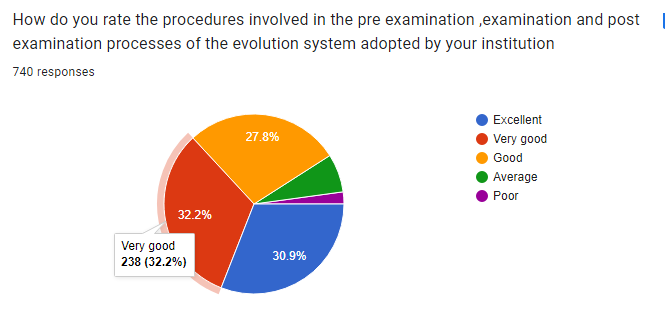 How do you rate the procedures involved in the pre examination ,examination and post
examination processes of the evolution system adopted by your institution
740 responses
27.8%
32.2%
30.9%
Very good
238 (32.2%)
Excellent
Very good
Good
Average
Poor